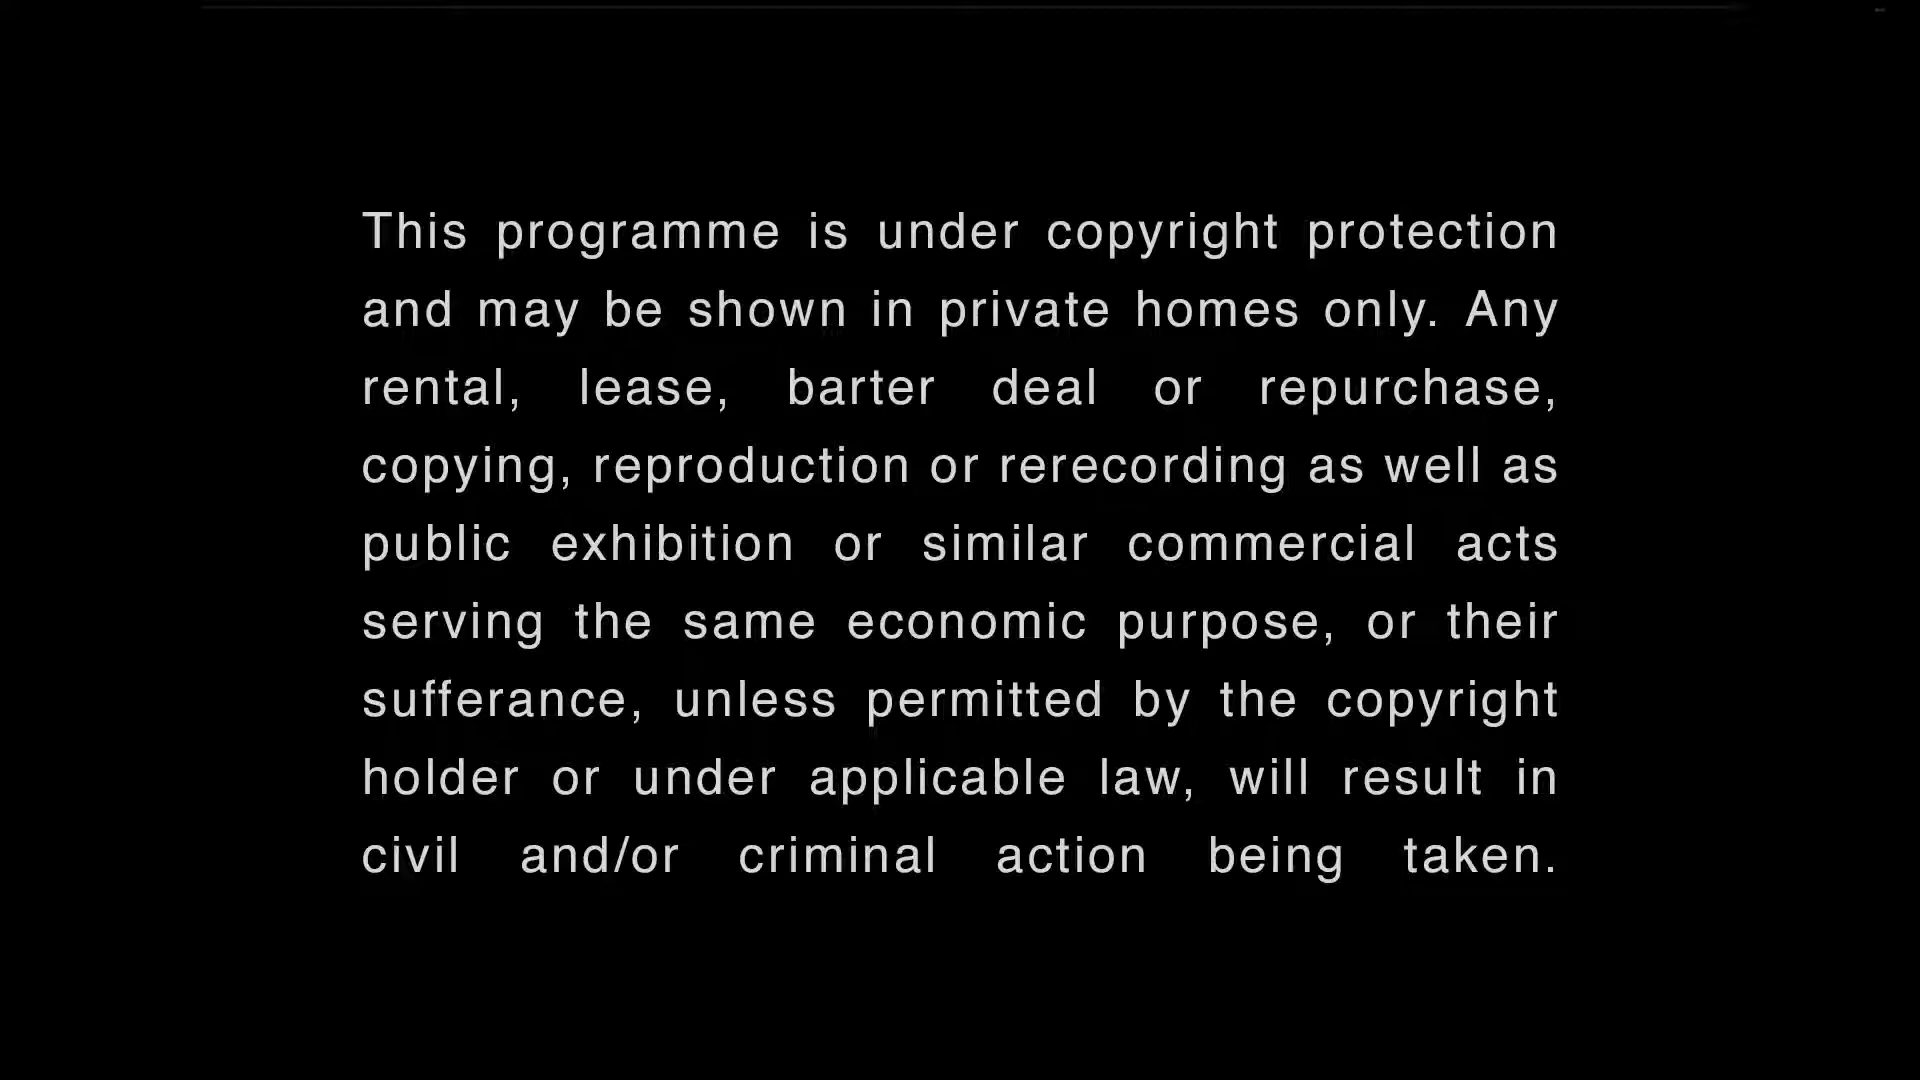 This programme is under copyright protection
and may be shown in private homes only. Any
rental, lease, barter deal or repurchase,
copying, reproduction or rerecording as well as
public exhibition or similar commercial acts
serving the same economic purpose, or their
sufferance, unless permitted by the copyright
holder or under applicable law, will result in
civil and/or criminal action being taken.